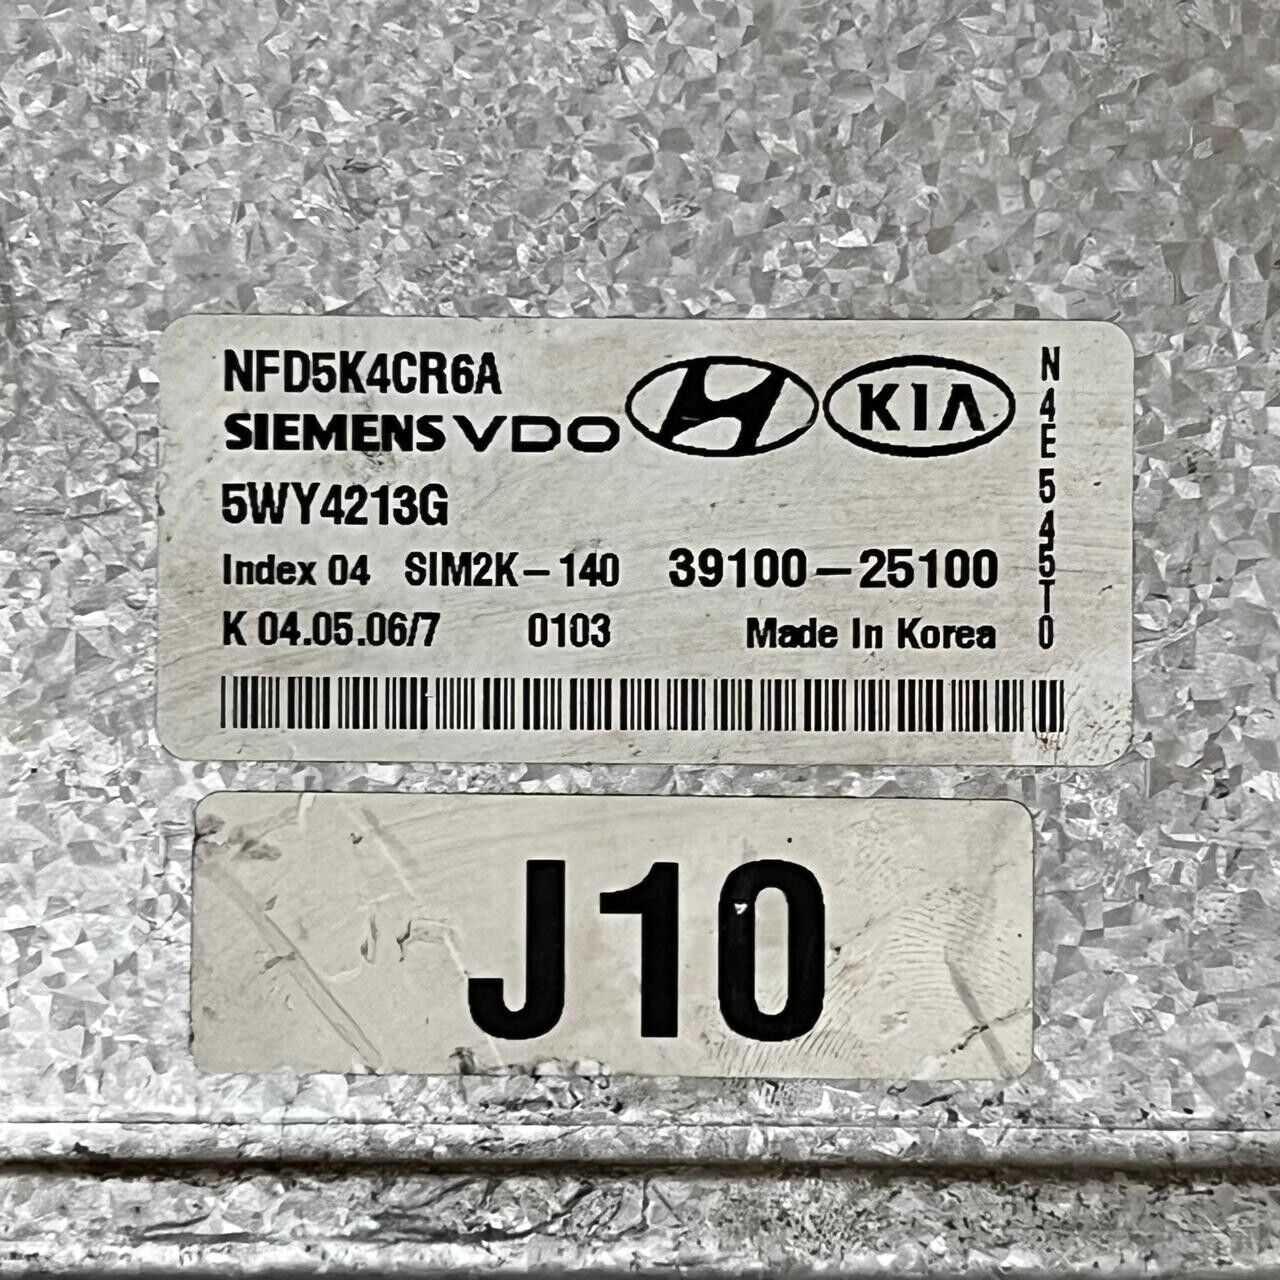 NFD5K4CR6A
SIEMENS VDO KIA
5WY4213G
Index 04 SIM2K-140 39100-25100
K 04.05.06/7 0103 Made In Korea
N4E545T0
J10